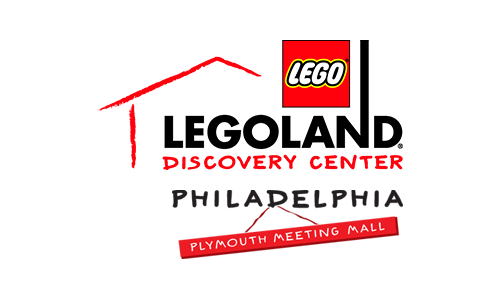 LEGO
LEGOLAND®
DISCOVERY CENTER
PHILADELPHIA
PLYMOUTH MEETING MALL